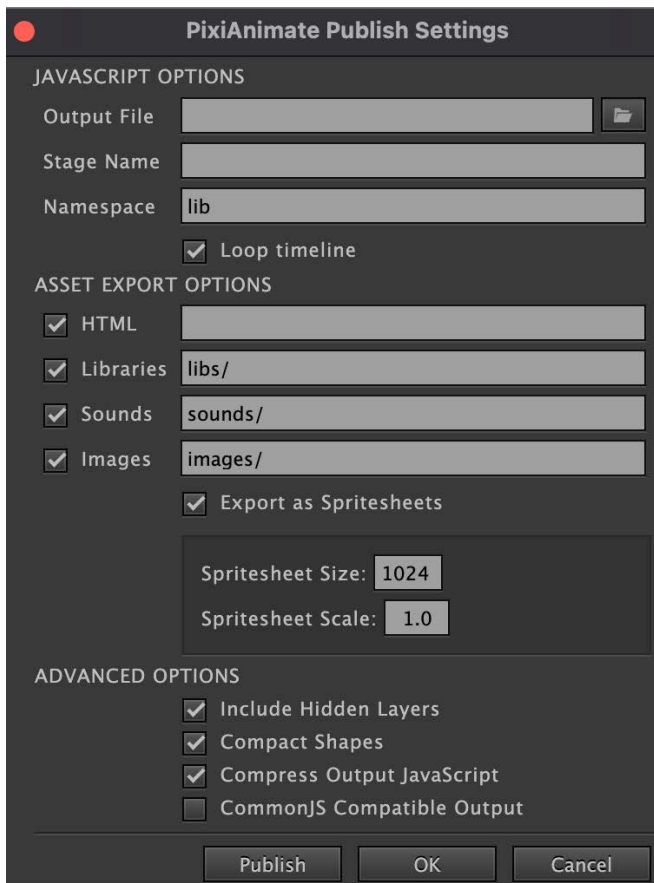 PixiAnimate Publish Settings
JAVASCRIPT OPTIONS
Output File
Stage Name
Namespace lib
Loop timeline
ASSET EXPORT OPTIONS
HTML
Libraries libs/
Sounds sounds/
Images images/
Export as Spritesheets
Spritesheet Size: 1024
Spritesheet Scale: 1.0
ADVANCED OPTIONS
Include Hidden Layers
Compact Shapes
Compress Output JavaScript
CommonJS Compatible Output
Publish OK Cancel